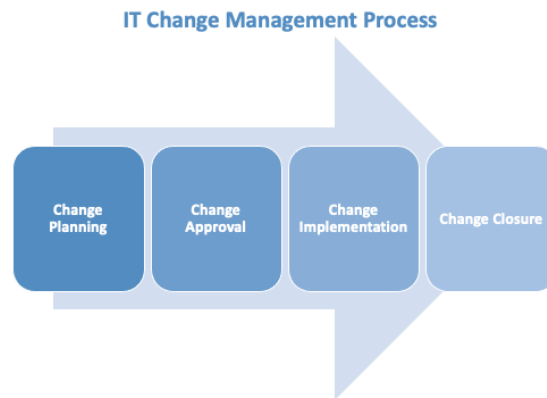 IT Change Management Process
Change
Planning
Change
Approval
Change
Implementation
Change Closure